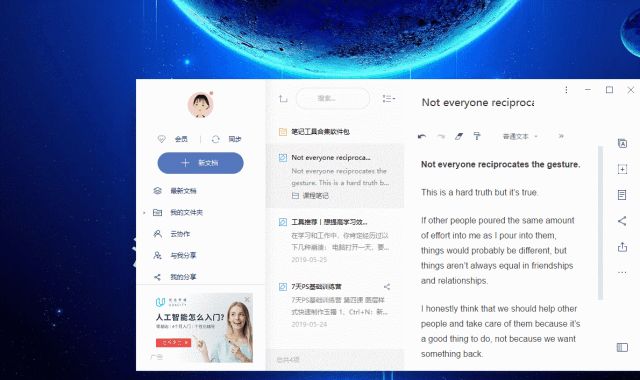 会员
同步
新文档
最新文档
我的文件夹
云协作
与我分享
我的分享
人工智能怎么入门?
广告
搜索...
笔记工具合集软件包
Not everyone reciproca...
Not everyone reciprocates the
gesture. This is a hard truth b...
课程笔记
工具推荐丨想提高学习效...
在学习和工作中，你肯定经历过以
下几种崩溃： 电脑打开一天，要...
2019-05-25
7天PS基础训练营
7天PS基础训练营 第四课 图层样
式快速制作玉镯 1、Ctrl+N：新...
2019-05-24
总共4项
Not everyone reciproca
普通文本
Not everyone reciprocates the gesture.
This is a hard truth but it's true.
If other people poured the same amount
of effort into me as I pour into them,
things would probably be different, but
things aren't always equal in friendships
and relationships.
I honestly think that we should help other
people and take care of them because it's
a good thing to do, not because we want
something back.